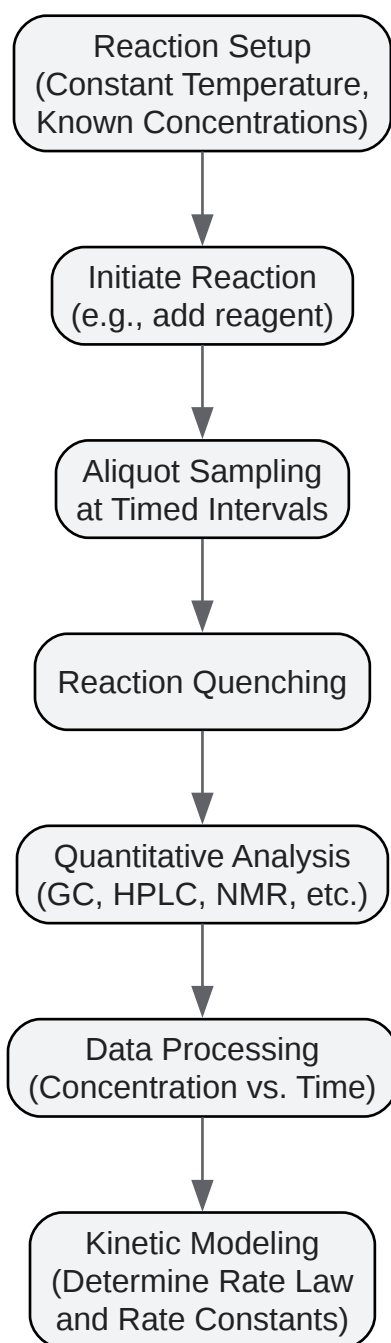 Reaction Setup
(Constant Temperature,
Known Concentrations)
Initiate Reaction
(e.g., add reagent)
Aliquot Sampling
at Timed Intervals
Reaction Quenching
Quantitative Analysis
(GC, HPLC, NMR, etc.)
Data Processing
(Concentration vs. Time)
Kinetic Modeling
(Determine Rate Law
and Rate Constants)